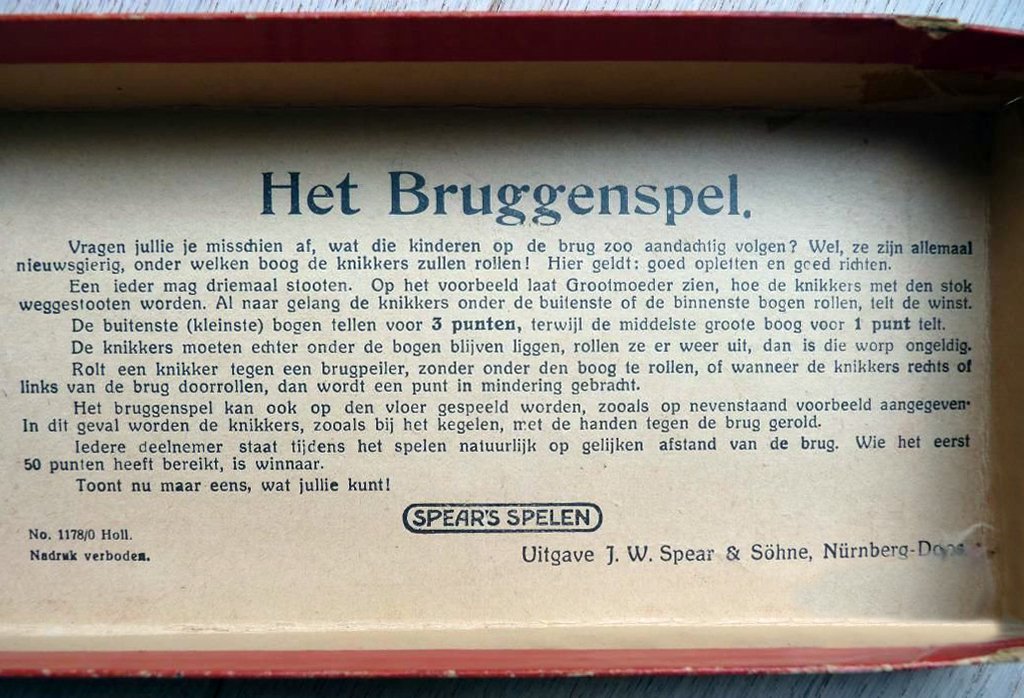 Het Bruggenspel.
Vragen jullie je misschien af, wat die kinderen op de brug zoo aandachtig volgen? Wel, ze zijn allemaal
nieuwsgierig, onder welken boog de knikkers zullen rollen! Hier geldt: goed opletten en goed richten.
Een ieder mag driemaal stooten. Op het voorbeeld laat Grootmoeder zien, hoe de knikkers met den stok
weggestooten worden. Al naar gelang de knikkers onder de buitenste of de binnenste bogen rollen, telt de winst.
De buitenste (kleinste) bogen tellen voor 3 punten, terwijl de middelste groote boog voor 1 punt telt.
De knikkers moeten echter onder de bogen blijven liggen, rollen ze er weer uit, dan is die worp ongeldig.
Rolt een knikker tegen een brugpeiler, zonder onder den boog te rollen, of wanneer de knikkers rechts of
links van de brug doorrollen, dan wordt een punt in mindering gebracht.
Het bruggenspel kan ook op den vloer gespeeld worden, zooals op nevenstaand voorbeeld aangegeven.
In dit geval worden de knikkers, zooals bij het kegelen, met de handen tegen de brug gerold.
Iedere deelnemer staat tijdens het spelen natuurlijk op gelijken afstand van de brug. Wie het eerst
50 punten heeft bereikt, is winnaar.
Toont nu maar eens, wat jullie kunt!
SPEAR'S SPELEN
No. 1178/0 Holl.
Nadruk verboden.
Uitgave J. W. Spear & Söhne, Nürnberg-